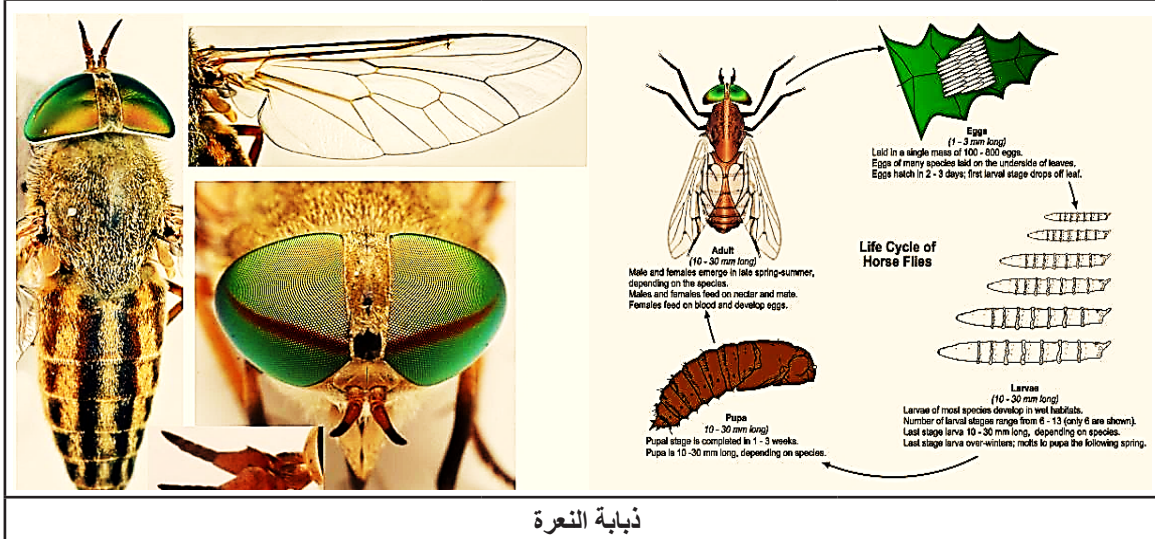 Eggs
(1 - 3 mm long)
Laid in a single mass of 100 - 800 eggs.
Eggs of many species laid on the underside of leaves.
Eggs hatch in 2 - 3 days; first larval stage drops off leaf.
Life Cycle of
Horse Flies
Adult
(10 - 30 mm long)
Male and females emerge in late spring-summer,
depending on the species.
Males and females feed on nectar and mate.
Females feed on blood and develop eggs.
Larvae
(10 - 30 mm long)
Larvae of most species develop in wet habitats.
Number of larval stages range from 6 - 13 (only 6 are shown).
Last stage larva 10 - 30 mm long, depending on species.
Last stage larva over-winters; molts to pupa the following spring.
Pupa
10 - 30 mm long)
Pupal stage is completed in 1 - 3 weeks.
Pupa is 10 -30 mm long, depending on species.
ذبابة النعرة